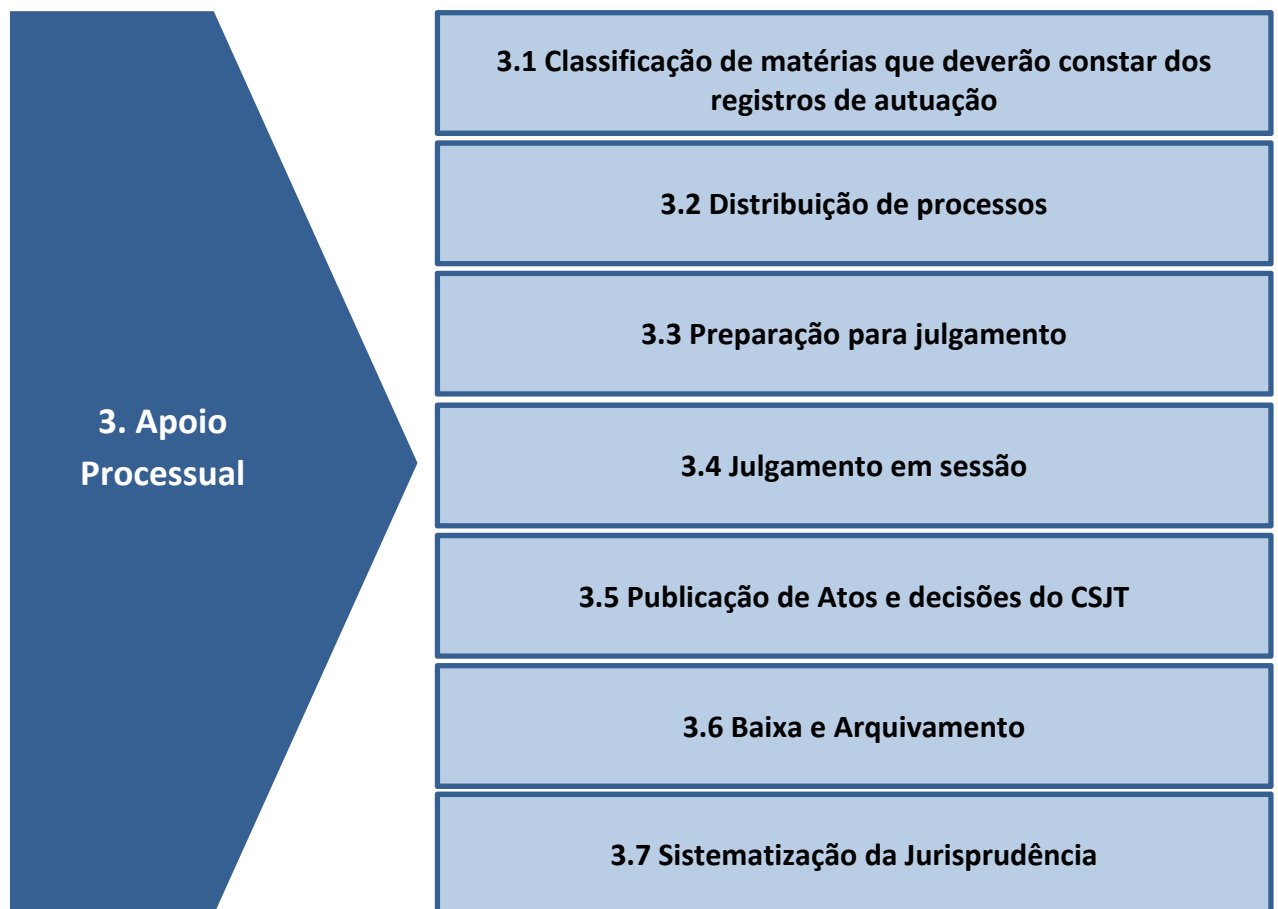 3. Apoio
Processual
3.1 Classificação de matérias que deverão constar dos
registros de autuação
3.2 Distribuição de processos
3.3 Preparação para julgamento
3.4 Julgamento em sessão
3.5 Publicação de Atos e decisões do CSJT
3.6 Baixa e Arquivamento
3.7 Sistematização da Jurisprudência